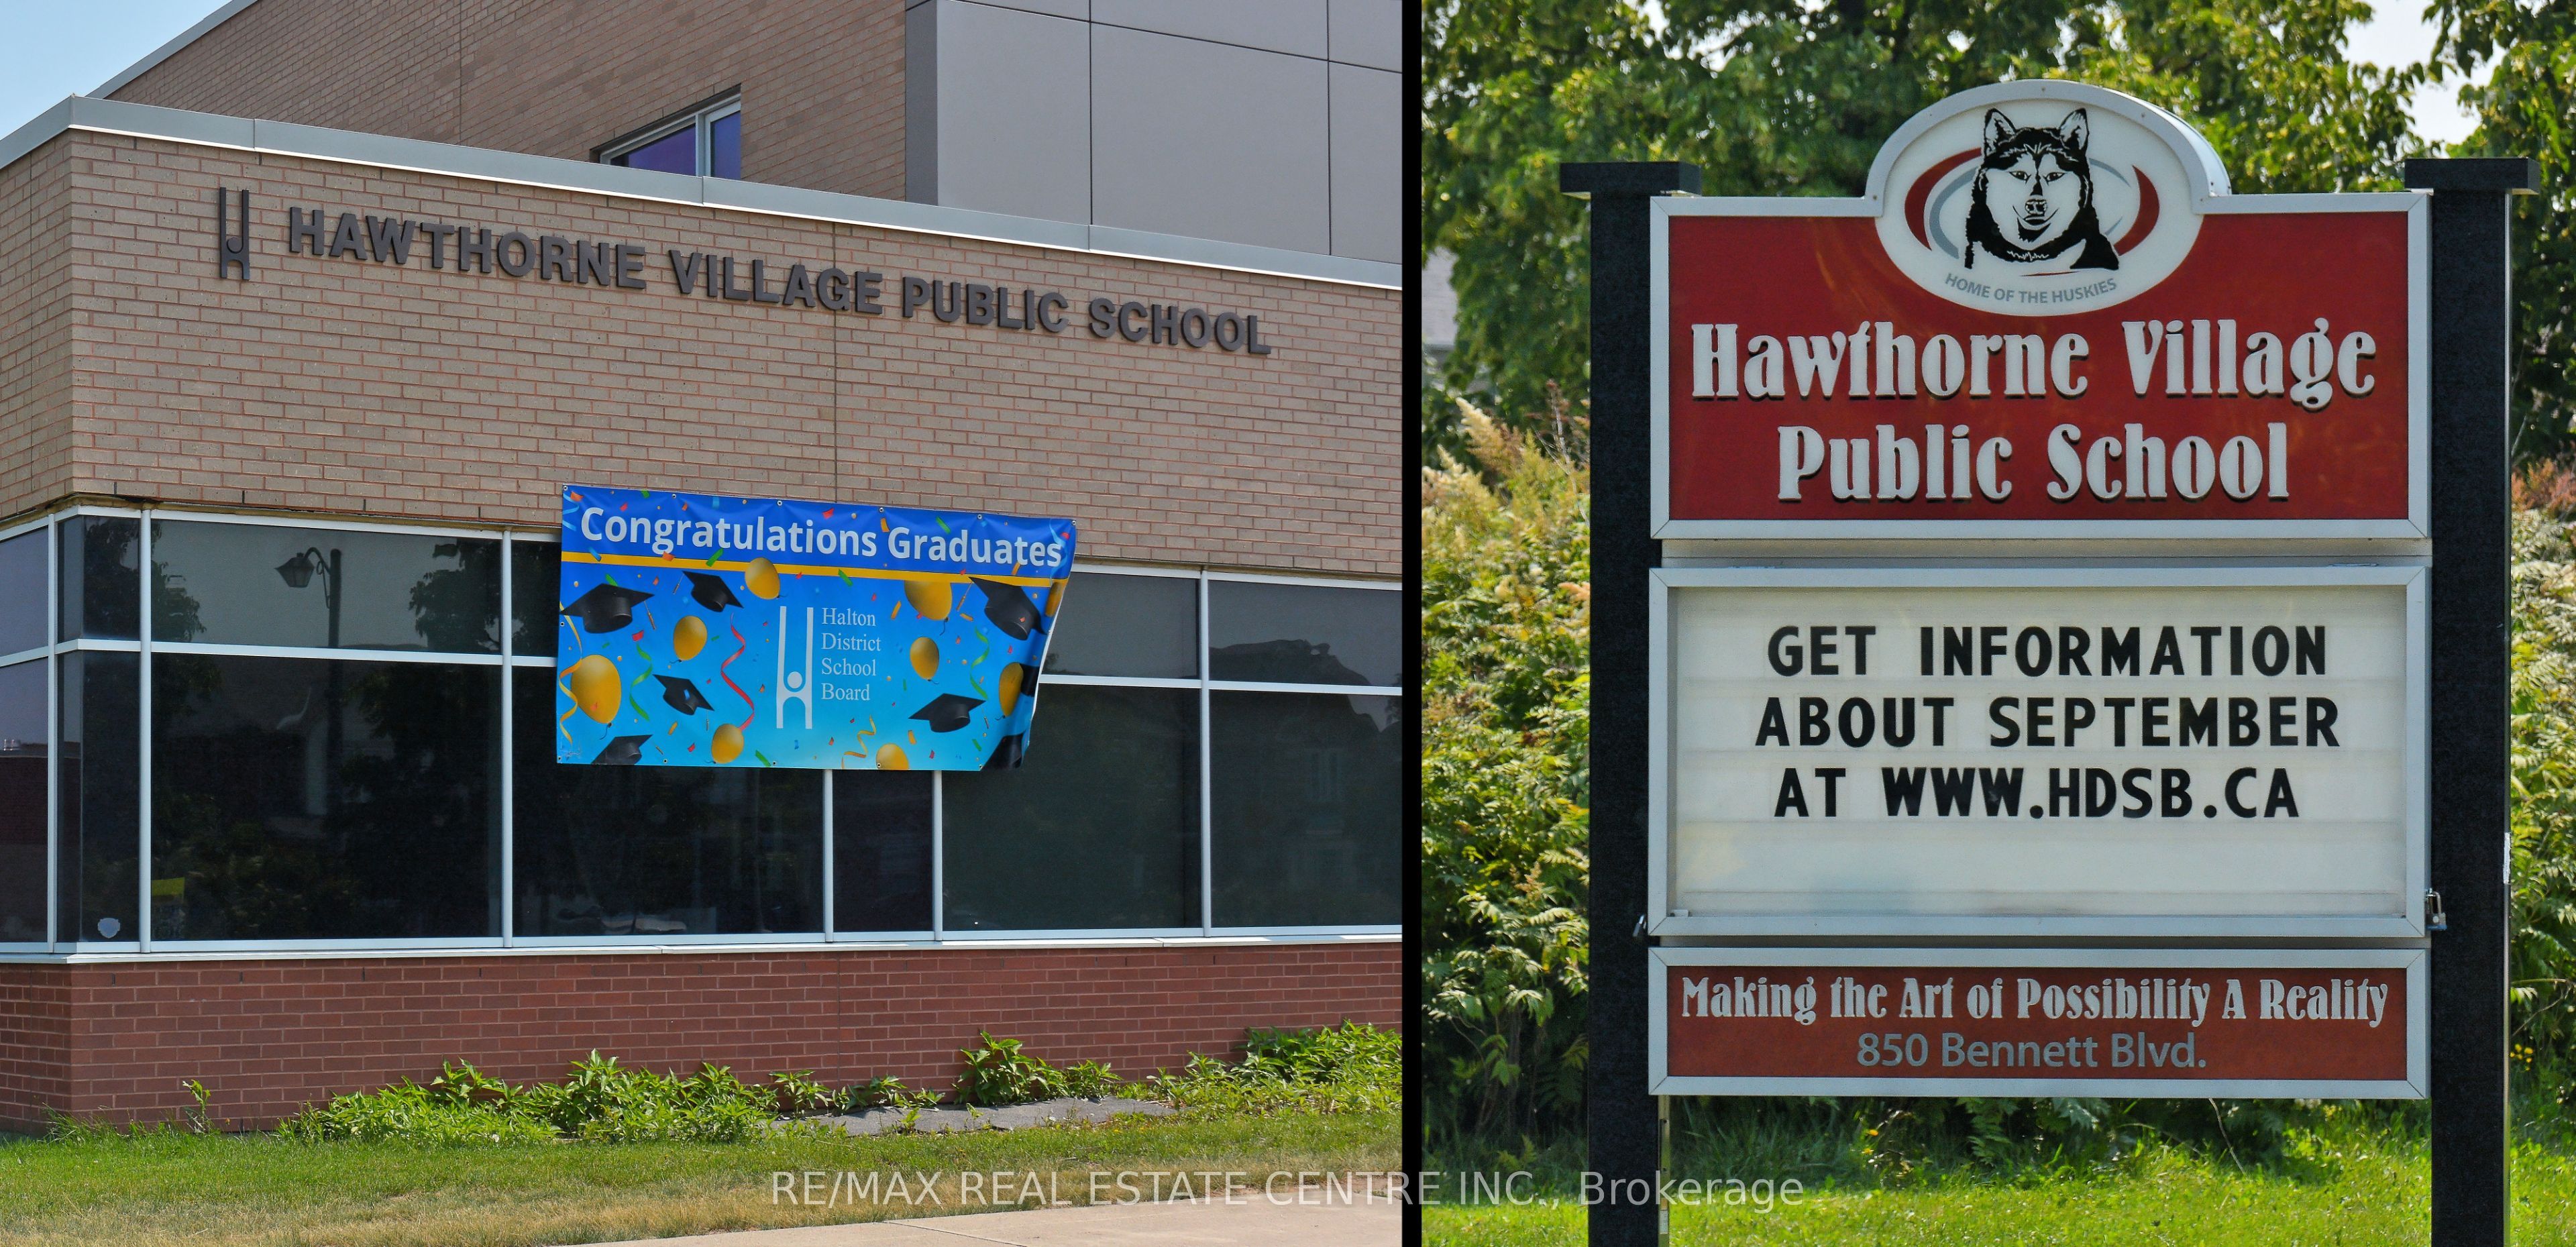 HAWTHORNE VILLAGE PUBLIC SCHOOL
Congratulations Graduates
Halton
District
School
Board
HOME OF THE HUSKIES
Hawthorne Village
Public School
GET INFORMATION
ABOUT SEPTEMBER
AT WWW.HDSB.CA
Making the Art of Possibility A Reality
850 Bennett Blvd.
RE/MAX REAL ESTATE CENTRE INC., Brokerage